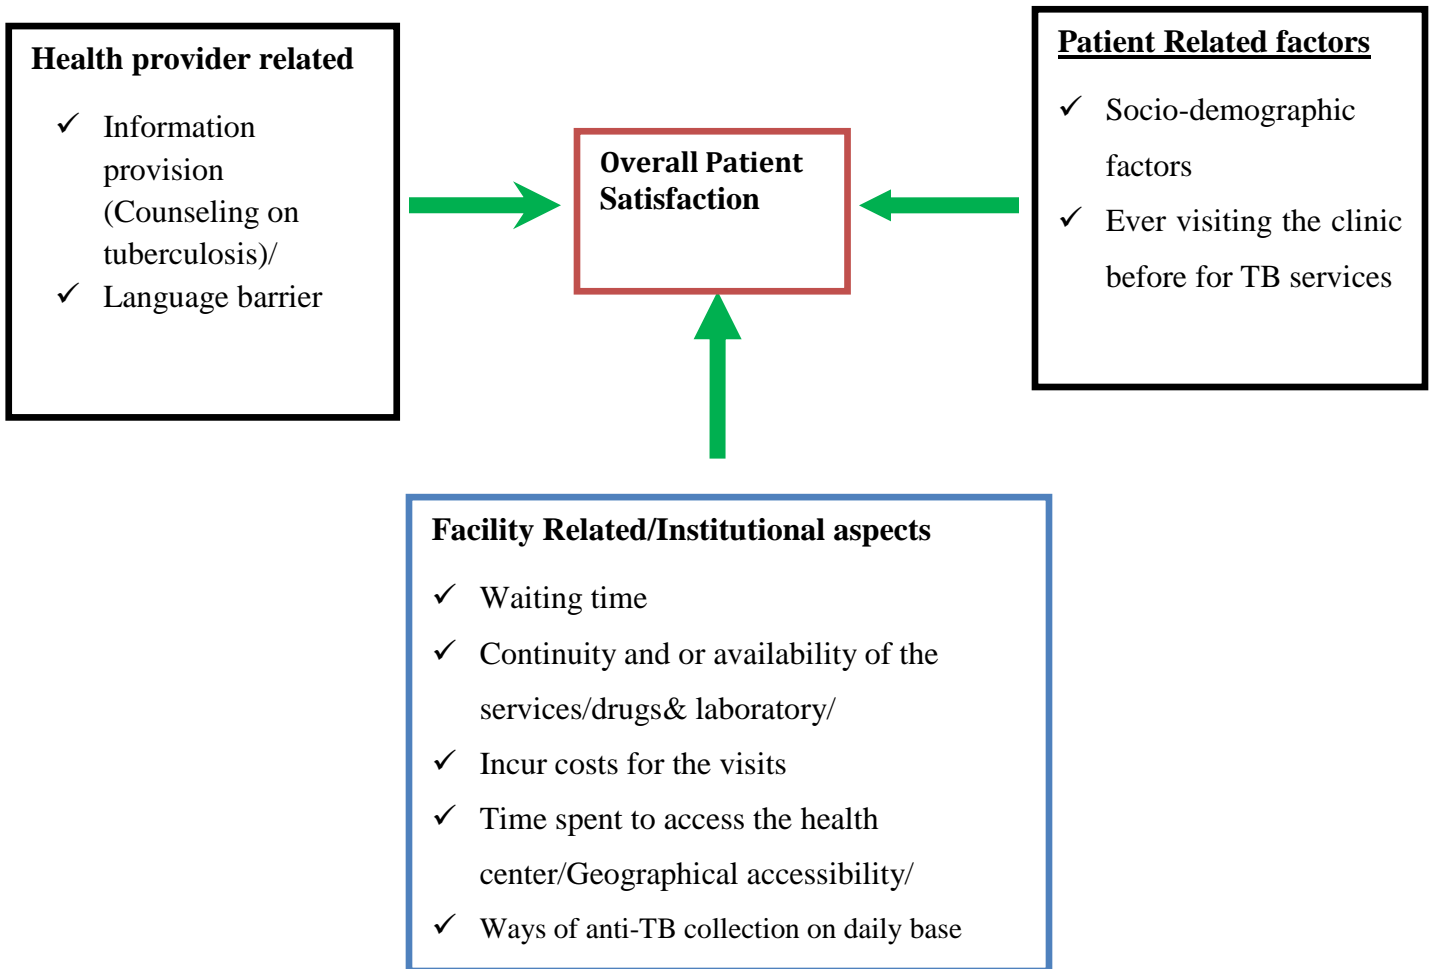 Health provider related
✓ Information
provision
(Counseling on
tuberculosis)/
✓ Language barrier
Overall Patient
Satisfaction
Patient Related factors
✓ Socio-demographic
factors
✓ Ever visiting the clinic
before for TB services
Facility Related/Institutional aspects
✓ Waiting time
✓ Continuity and or availability of the
services/drugs& laboratory/
✓ Incur costs for the visits
✓ Time spent to access the health
center/Geographical accessibility/
✓ Ways of anti-TB collection on daily base